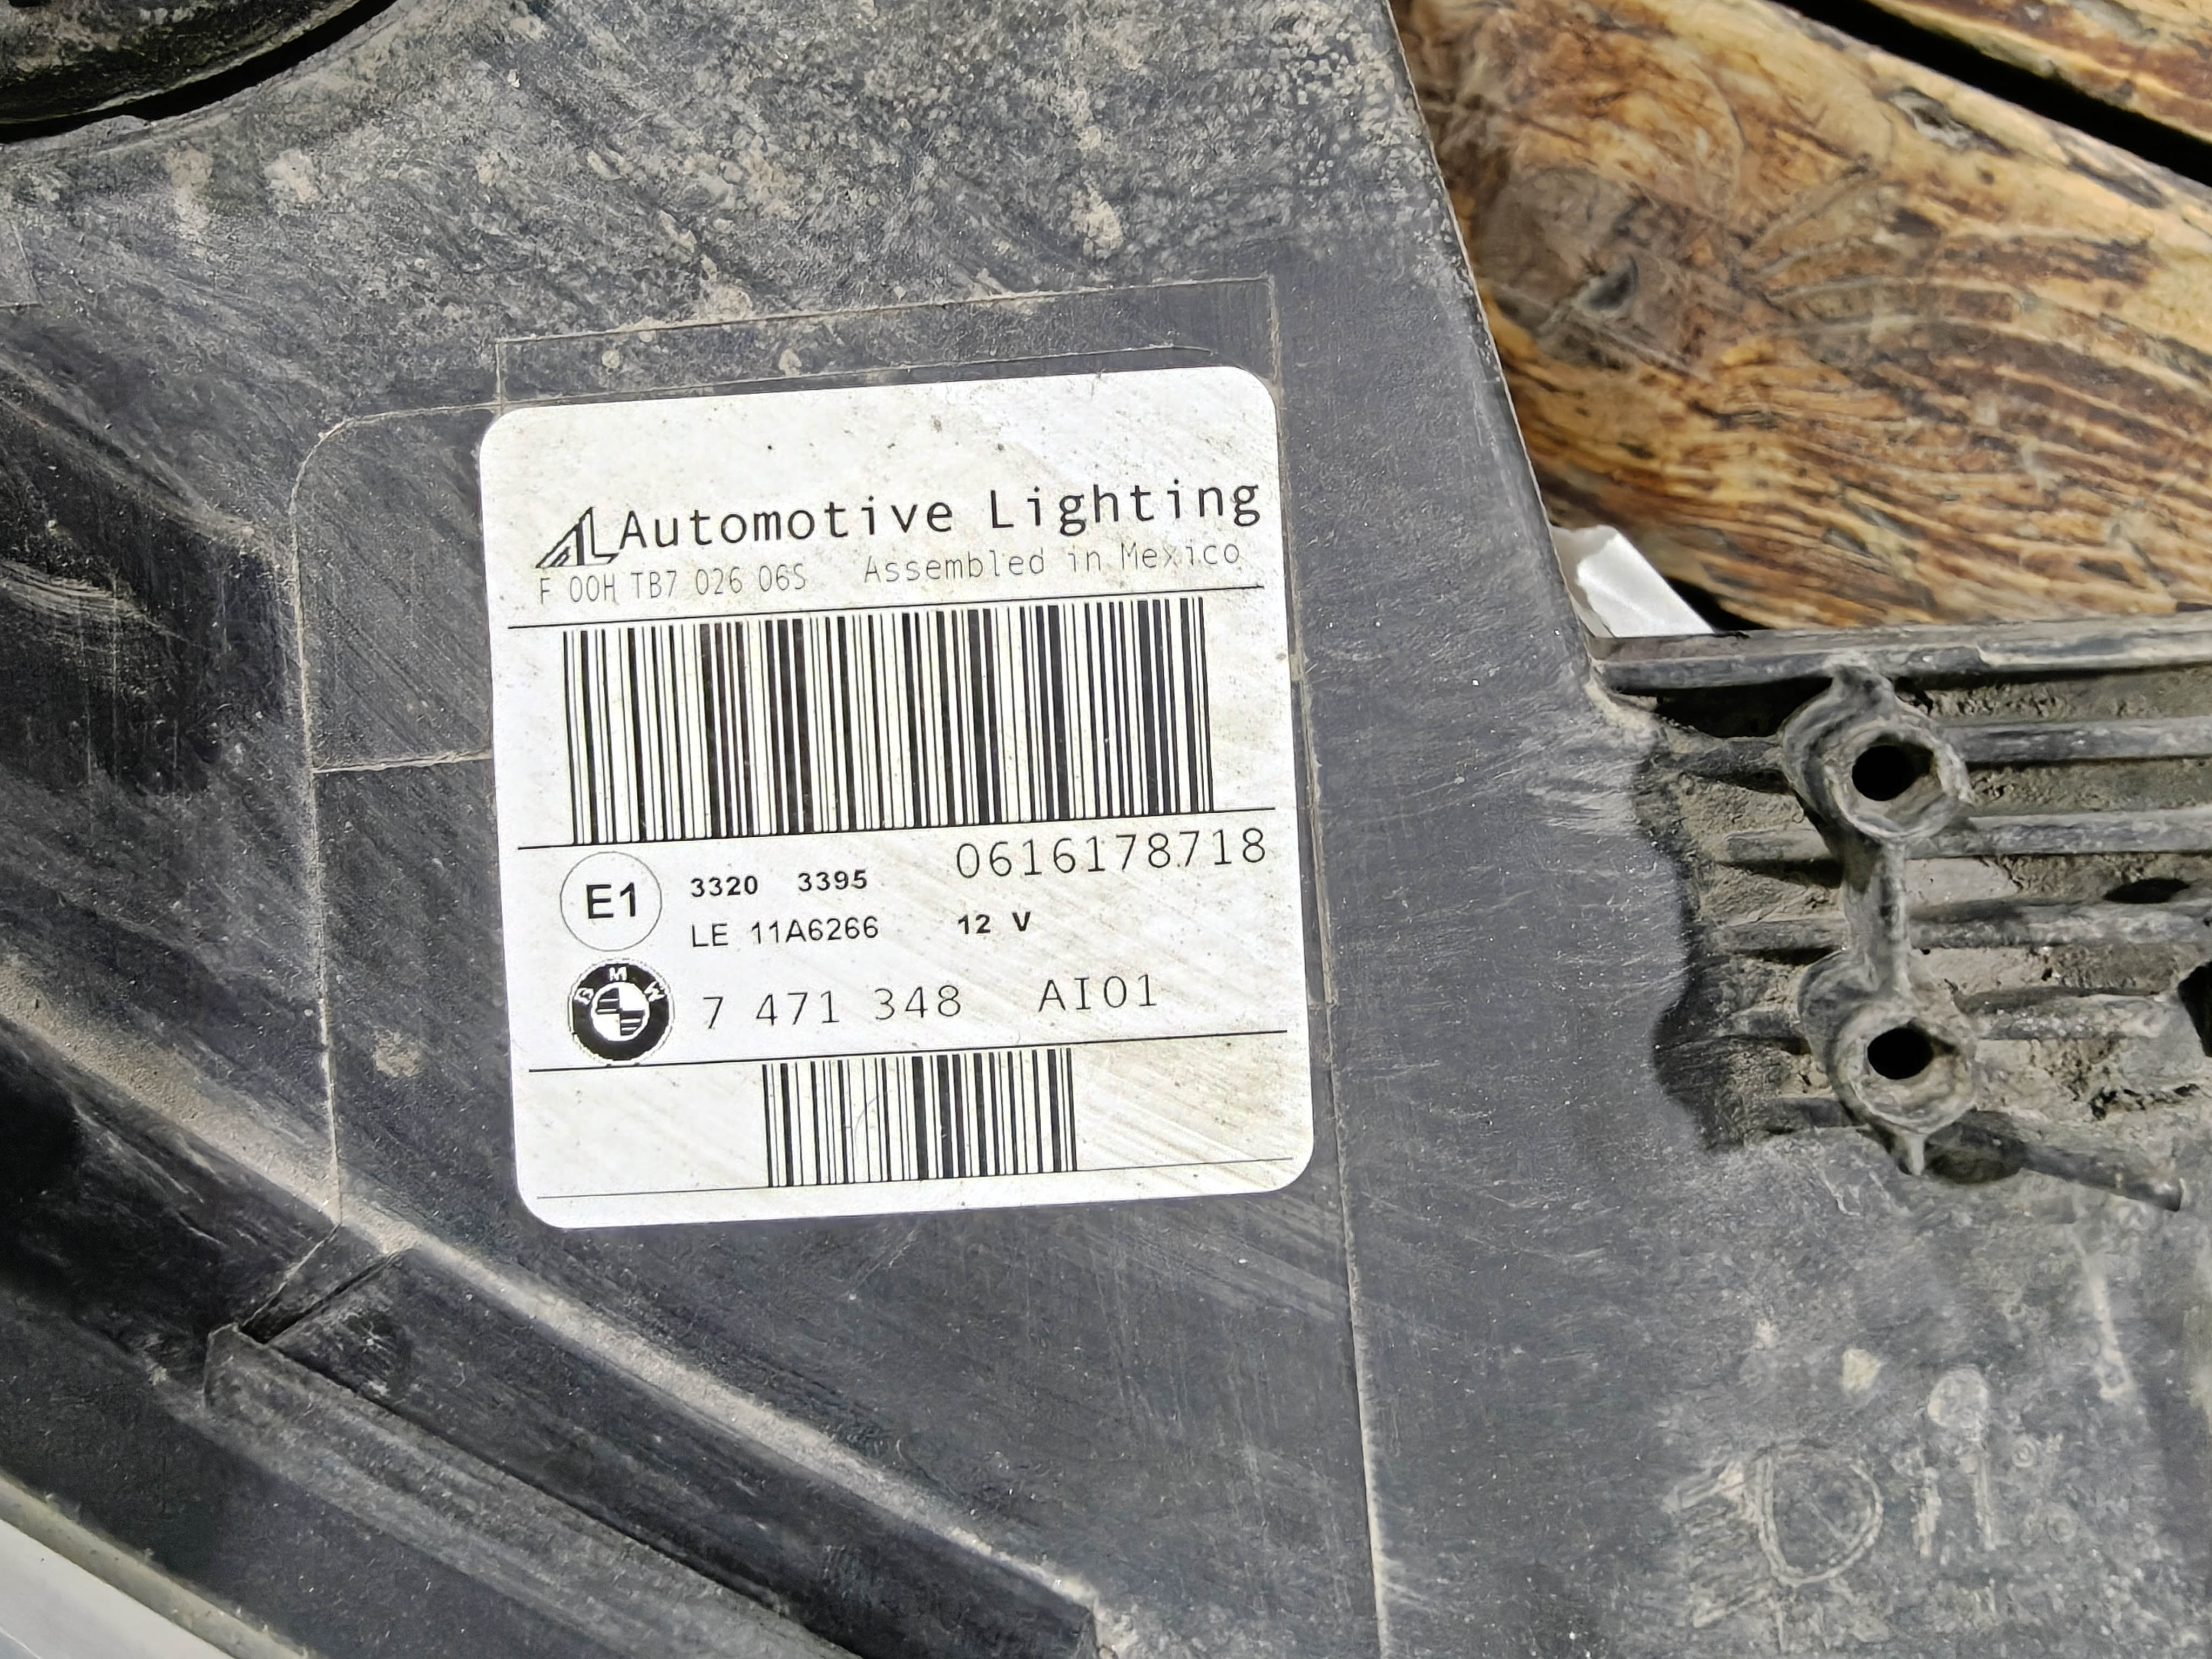 AL Automotive Lighting
F 00H TB7 026 06S Assembled in Mexico
0616178718
E1 3320 3395
LE 11A6266 12 V
BMW 7 471 348 AI01